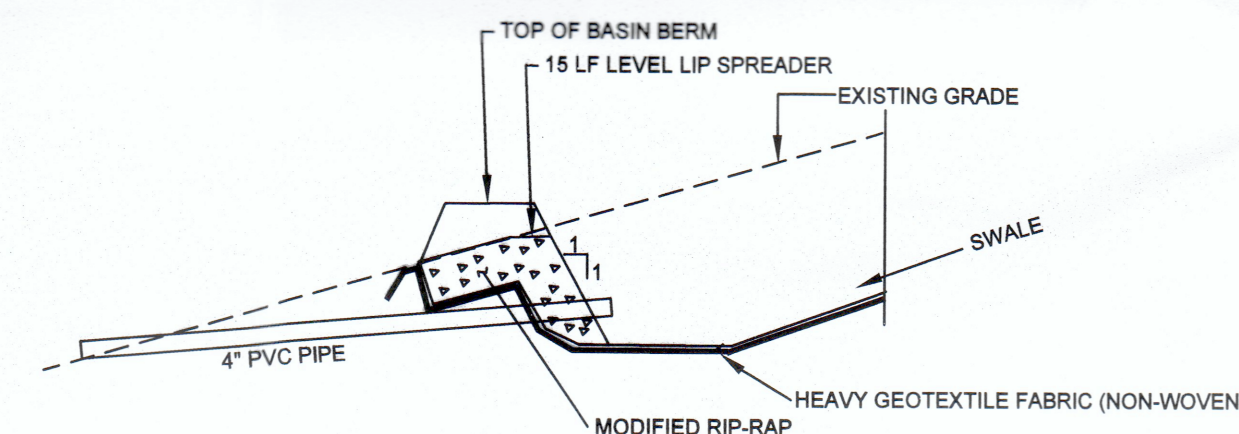 TOP OF BASIN BERM
15 LF LEVEL LIP SPREADER
EXISTING GRADE
SWALE
1
1
4" PVC PIPE
HEAVY GEOTEXTILE FABRIC (NON-WOVEN
MODIFIED RIP-RAP